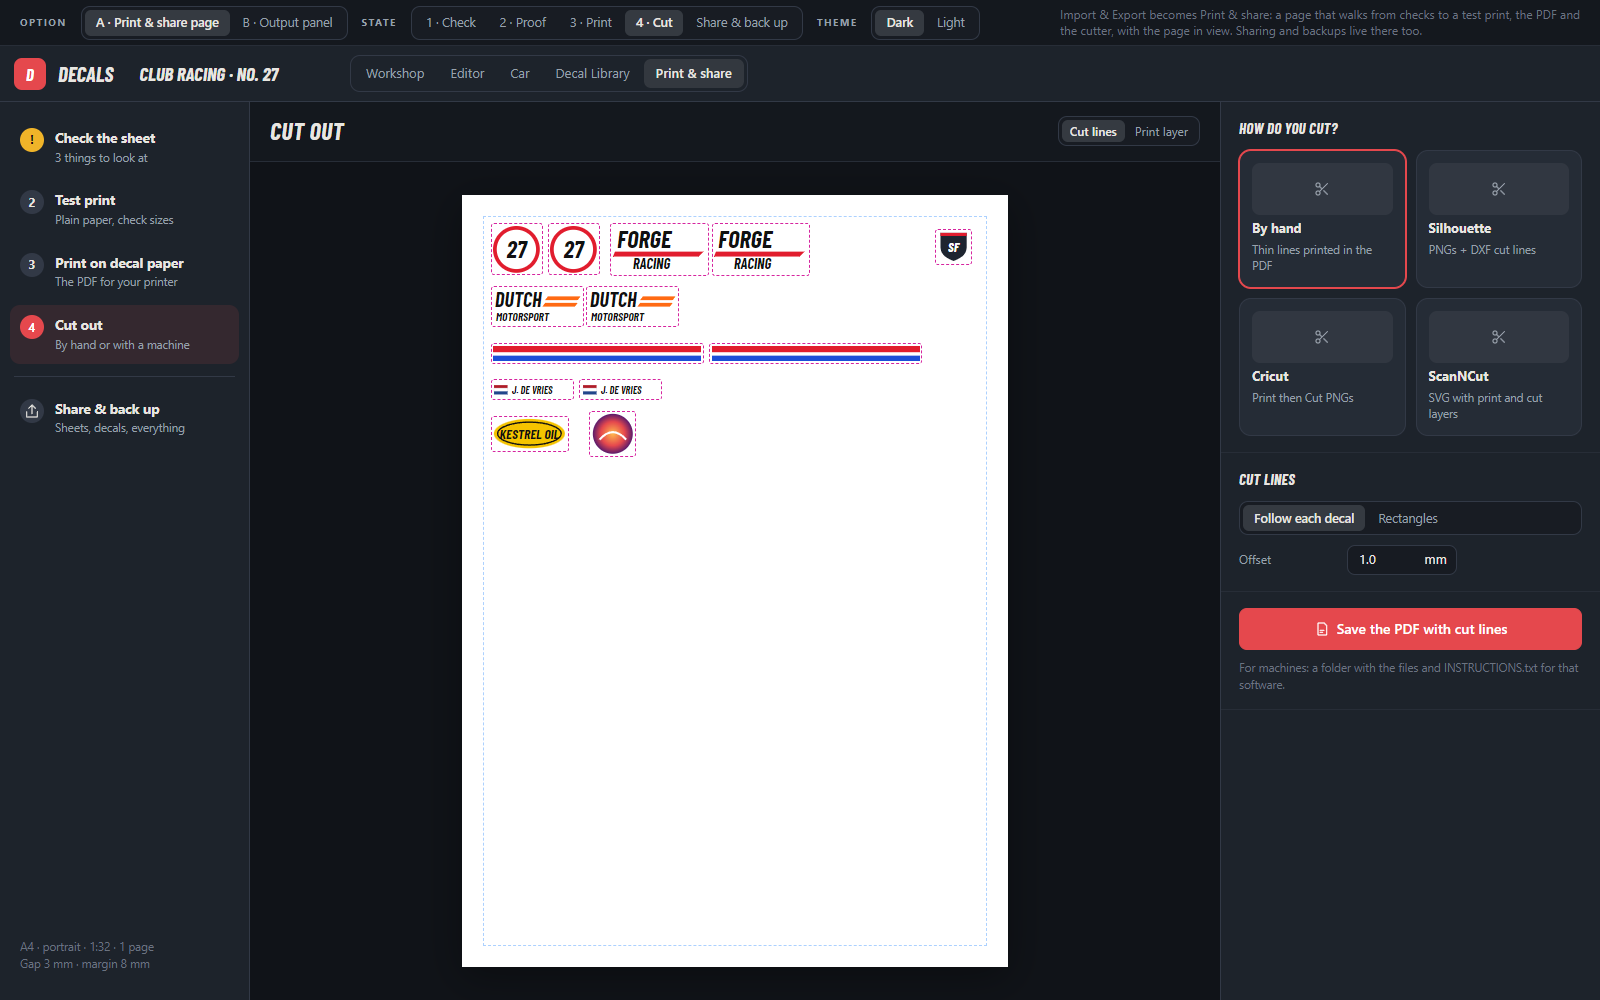 OPTION
A · Print & share page
B · Output panel
STATE
1 · Check
2 · Proof
3 · Print
4 · Cut
Share & back up
THEME
Dark
Light
Import & Export becomes Print & share: a page that walks from checks to a test print, the PDF and
the cutter, with the page in view. Sharing and backups live there too.
D
DECALS
CLUB RACING · NO. 27
Workshop
Editor
Car
Decal Library
Print & share
!
Check the sheet
3 things to look at
2
Test print
Plain paper, check sizes
3
Print on decal paper
The PDF for your printer
4
Cut out
By hand or with a machine
Share & back up
Sheets, decals, everything
A4 · portrait · 1:32 · 1 page
Gap 3 mm · margin 8 mm
CUT OUT
Cut lines
Print layer
27
27
FORGE
RACING
FORGE
RACING
SF
DUTCH
MOTORSPORT
DUTCH
MOTORSPORT
J. DE VRIES
J. DE VRIES
KESTREL OIL
HOW DO YOU CUT?
By hand
Thin lines printed in the
PDF
Silhouette
PNGs + DXF cut lines
Cricut
Print then Cut PNGs
ScanNCut
SVG with print and cut
layers
CUT LINES
Follow each decal
Rectangles
Offset
1.0
mm
Save the PDF with cut lines
For machines: a folder with the files and INSTRUCTIONS.txt for that
software.